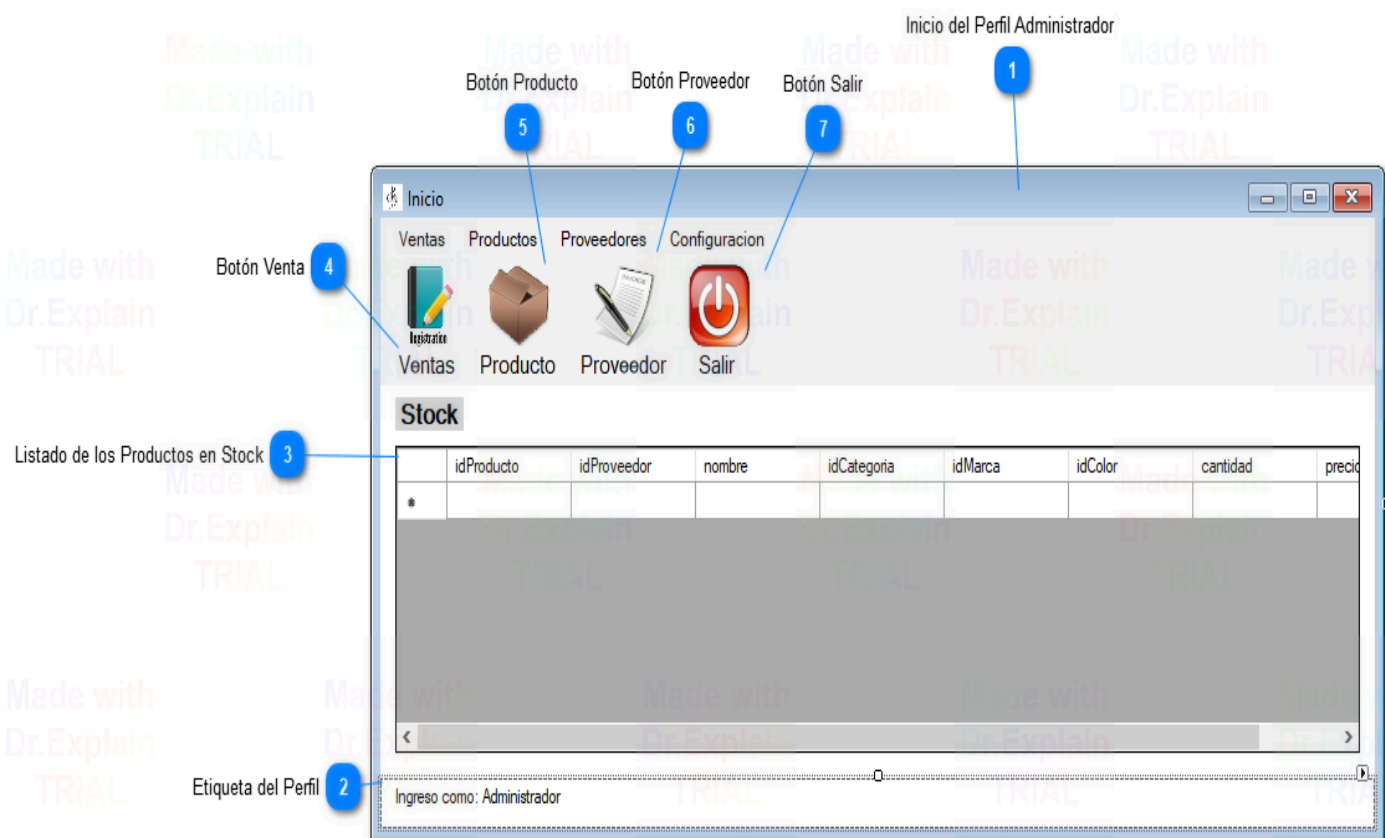 Inicio del Perfil Administrador
1
Botón Producto
5
Botón Proveedor
6
Botón Salir
7
Inicio
Ventas Productos Proveedores Configuracion
Botón Venta 4
Registration
INVOICE
Ventas Producto Proveedor Salir
Stock
Listado de los Productos en Stock 3
idProducto idProveedor nombre idCategoria idMarca idColor cantidad precio
Etiqueta del Perfil 2
Ingreso como: Administrador
Made with
Dr.Explain
TRIAL